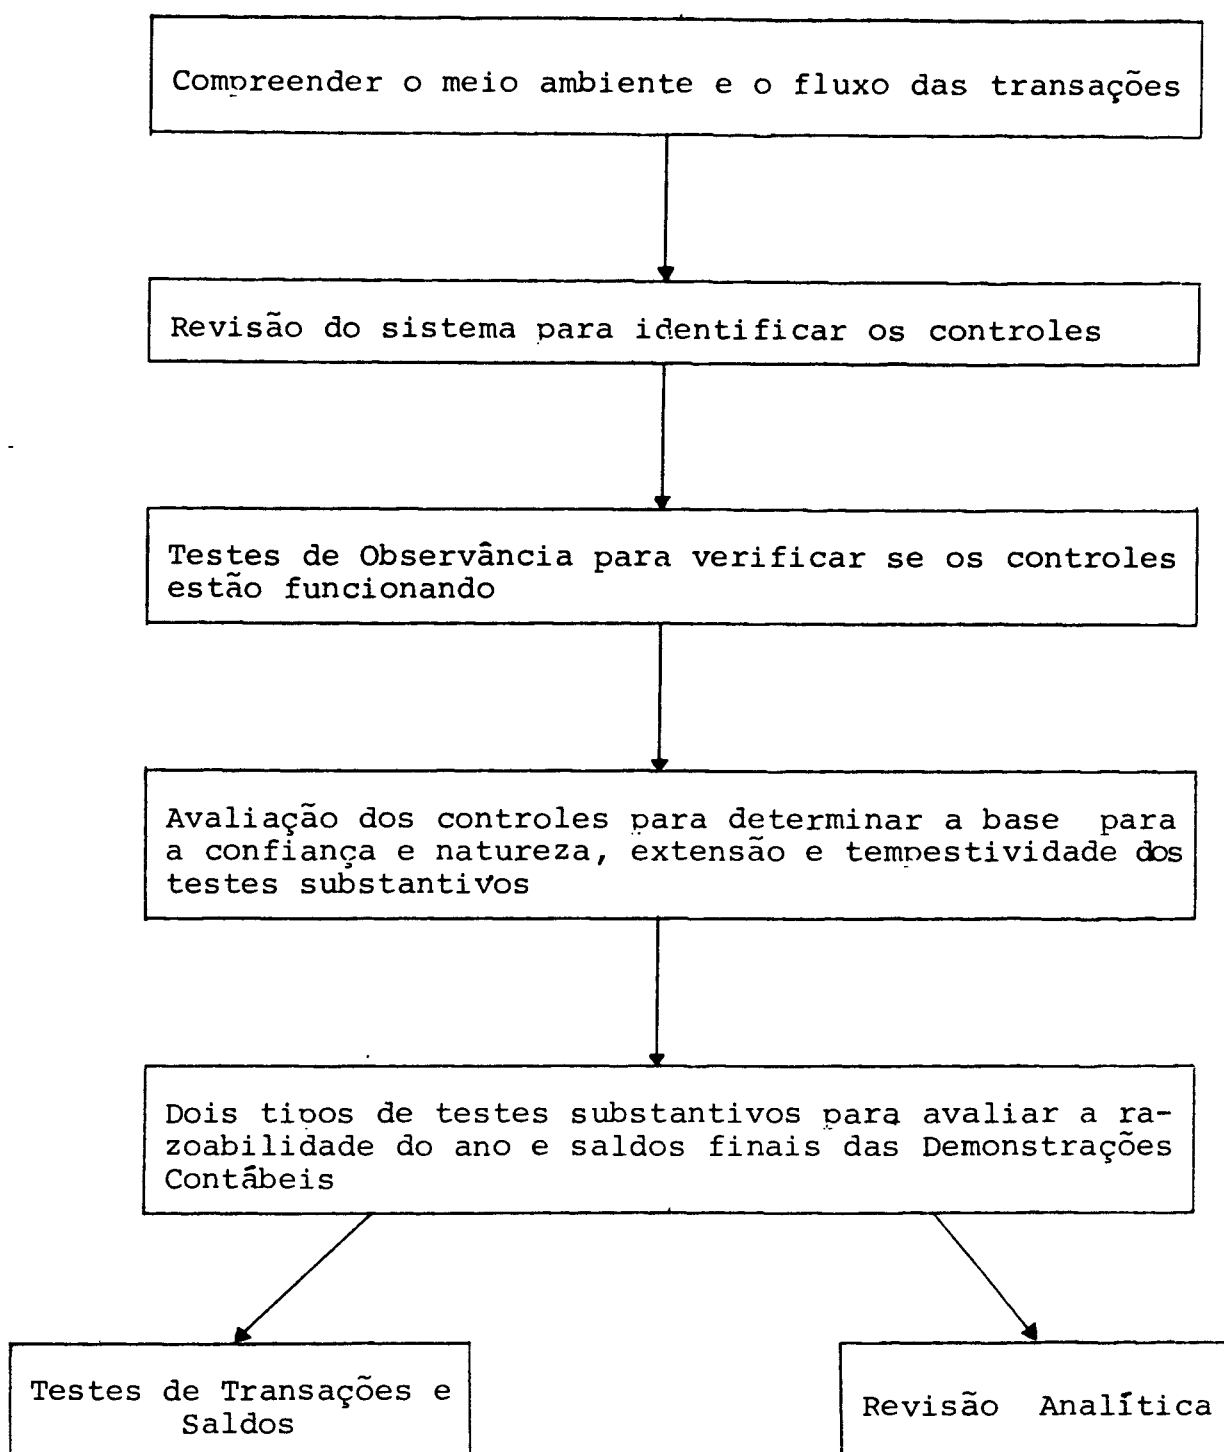 Compreender o meio ambiente e o fluxo das transações
Revisão do sistema para identificar os controles
Testes de Observância para verificar se os controles
estão funcionando
Avaliação dos controles para determinar a base para
a confiança e natureza, extensão e tempestividade dos
testes substantivos
Dois tipos de testes substantivos para avaliar a ra-
zoabilidade do ano e saldos finais das Demonstrações
Contábeis
Testes de Transações e
Saldos
Revisão Analítica